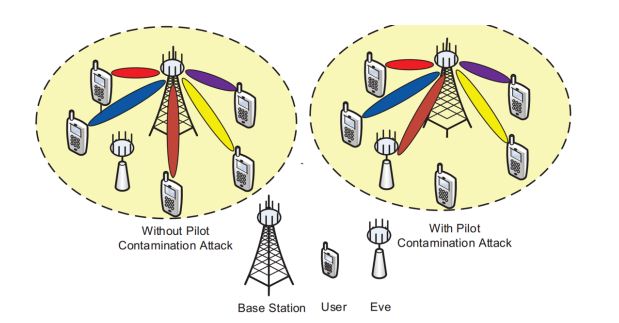 Without Pilot
Contamination Attack
With Pilot
Contamination Attack
Base Station
User
Eve